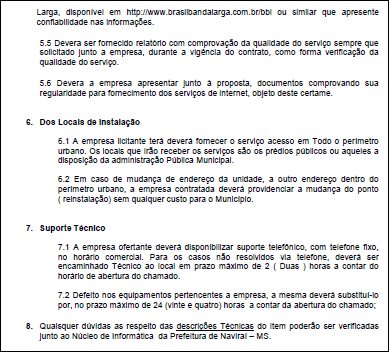 Larga, disponível em http://www.brasilbandalarga.com.br/bbl ou similar que apresente
confiabilidade nas informações.
5.5 Devera ser fornecido relatório com comprovação da qualidade do serviço sempre que
solicitado junto a empresa, durante a vigência do contrato, como forma verificação da
qualidade do serviço.
5.6 Devera a empresa apresentar junto à proposta, documentos comprovando sua
regularidade para fornecimento dos serviços de internet, objeto deste certame.
6. Dos Locais de Instalação
6.1 A empresa licitante terá deverá fornecer o serviço acesso em Todo o perímetro
urbano. Os locais que irão receber os serviços são os prédios públicos ou aqueles a
disposição da administração Pública Municipal.
6.2 Em caso de mudança de endereço da unidade, a outro endereço dentro do
perímetro urbano, a empresa contratada deverá providenciar a mudança do ponto
( reinstalação) sem qualquer custo para o Município.
7. Suporte Técnico
7.1 A empresa ofertante deverá disponibilizar suporte telefônico, com telefone fixo,
no horário comercial. Para os casos não resolvidos via telefone, deverá ser
encaminhado Técnico ao local em prazo máximo de 2 ( Duas ) horas a contar do
horário de abertura do chamado.
7.2 Defeito nos equipamentos pertencentes a empresa, a mesma deverá substituí-lo
por, no prazo máximo de 24 (vinte e quatro) horas a contar da abertura do chamado;
8. Quaisquer dúvidas as respeito das descrições Técnicas do item poderão ser verificadas
junto ao Núcleo de Informática da Prefeitura de Naviraí – MS.